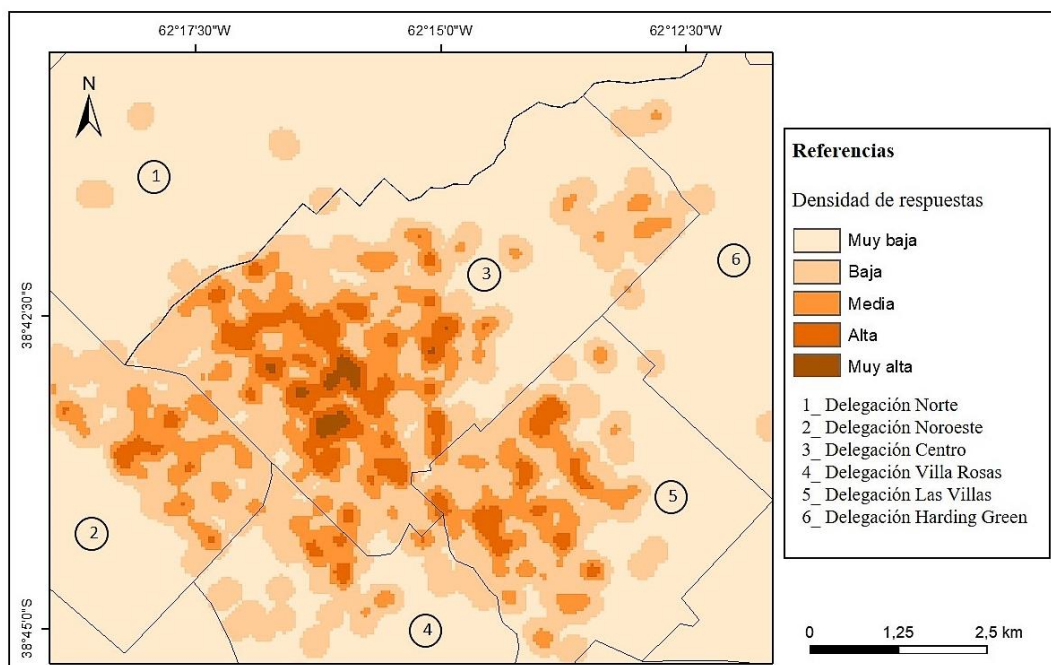 62°17'30"W
62°15'0"W
62°12'30"W
N
38°42'30"S
38°45'0"S
1
2
3
4
5
6
Referencias
Densidad de respuestas
Muy baja
Baja
Media
Alta
Muy alta
1_ Delegación Norte
2_ Delegación Noroeste
3_ Delegación Centro
4_ Delegación Villa Rosas
5_ Delegación Las Villas
6_ Delegación Harding Green
0 1,25 2,5 km